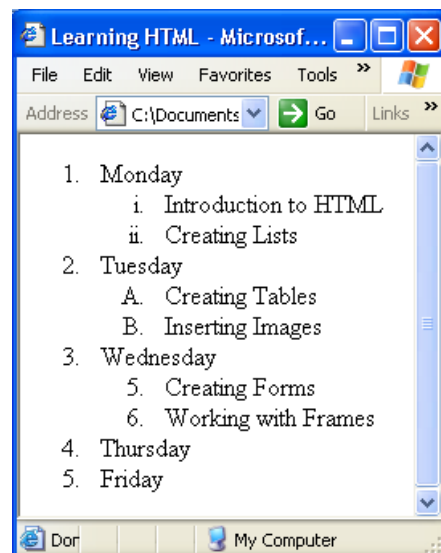 Learning HTML - Microsof...
File Edit View Favorites Tools »
Address C:\Documents Go Links »
1. Monday
i. Introduction to HTML
ii. Creating Lists
2. Tuesday
A. Creating Tables
B. Inserting Images
3. Wednesday
5. Creating Forms
6. Working with Frames
4. Thursday
5. Friday
Dor My Computer